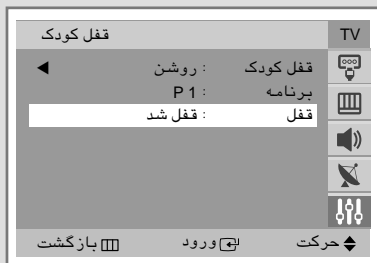 TV
قفل کودک
قفل کودک : روشن
برنامه : P 1
قفل : قفل شد
حرکت ورود بازگشت